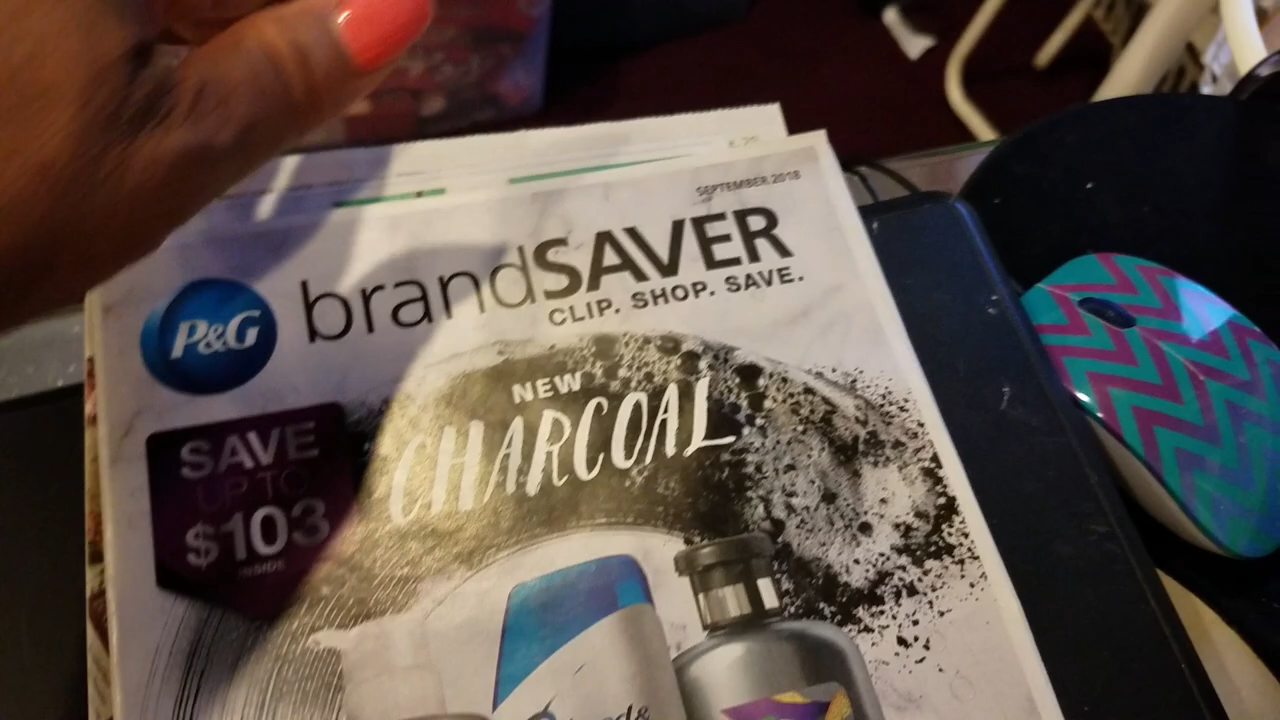 SEPTEMBER 2018
P&G
brandSAVER
CLIP. SHOP. SAVE.
NEW
CHARCOAL
SAVE
UP TO
$103
INSIDE